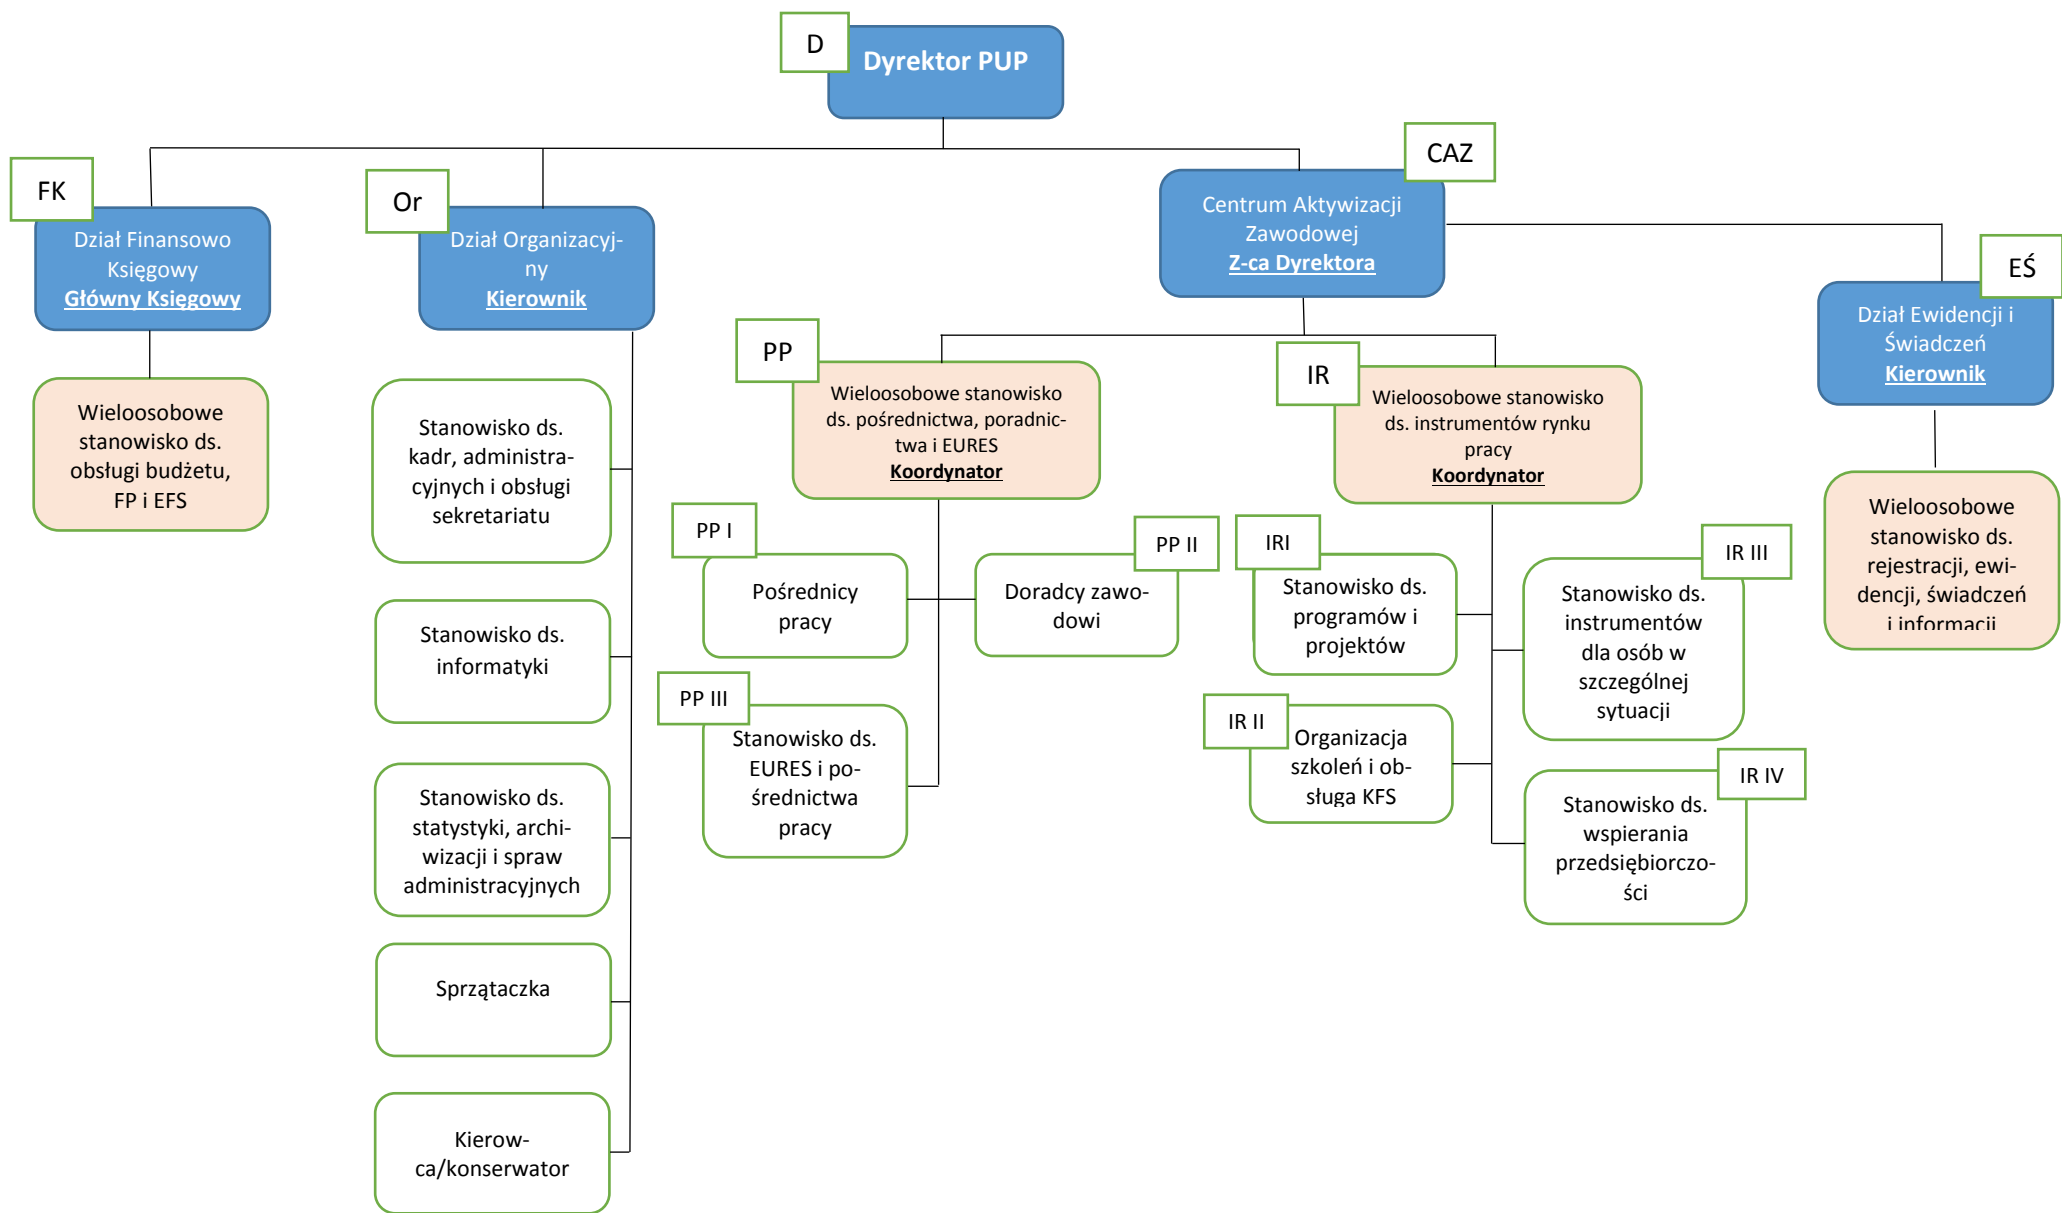 D
Dyrektor PUP
FK
Dział Finansowo
Księgowy
Główny Księgowy
Or
Dział Organizacyj-
ny
Kierownik
CAZ
Centrum Aktywizacji
Zawodowej
Z-ca Dyrektora
EŚ
Dział Ewidencji i
Świadczeń
Kierownik
Wieloosobowe
stanowisko ds.
obsługi budżetu,
FP i EFS
Stanowisko ds.
kadr, administra-
cyjnych i obsługi
sekretariatu
Stanowisko ds.
informatyki
Stanowisko ds.
statystyki, archi-
wizacji i spraw
administracyjnych
Sprzątaczka
Kierow-
ca/konserwator
PP
Wieloosobowe stanowisko
ds. pośrednictwa, poradnic-
twa i EURES
Koordynator
PP I
Pośrednicy
pracy
PP II
Doradcy zawo-
dowi
PP III
Stanowisko ds.
EURES i po-
średnictwa
pracy
IR
Wieloosobowe stanowisko
ds. instrumentów rynku
pracy
Koordynator
IRI
Stanowisko ds.
programów i
projektów
IR II
Organizacja
szkoleń i ob-
sługa KFS
IR III
Stanowisko ds.
instrumentów
dla osób w
szczególnej
sytuacji
IR IV
Stanowisko ds.
wspierania
przedsiębiorczo-
ści
Wieloosobowe
stanowisko ds.
rejestracji, ewi-
dencji, świadczeń
i informacji